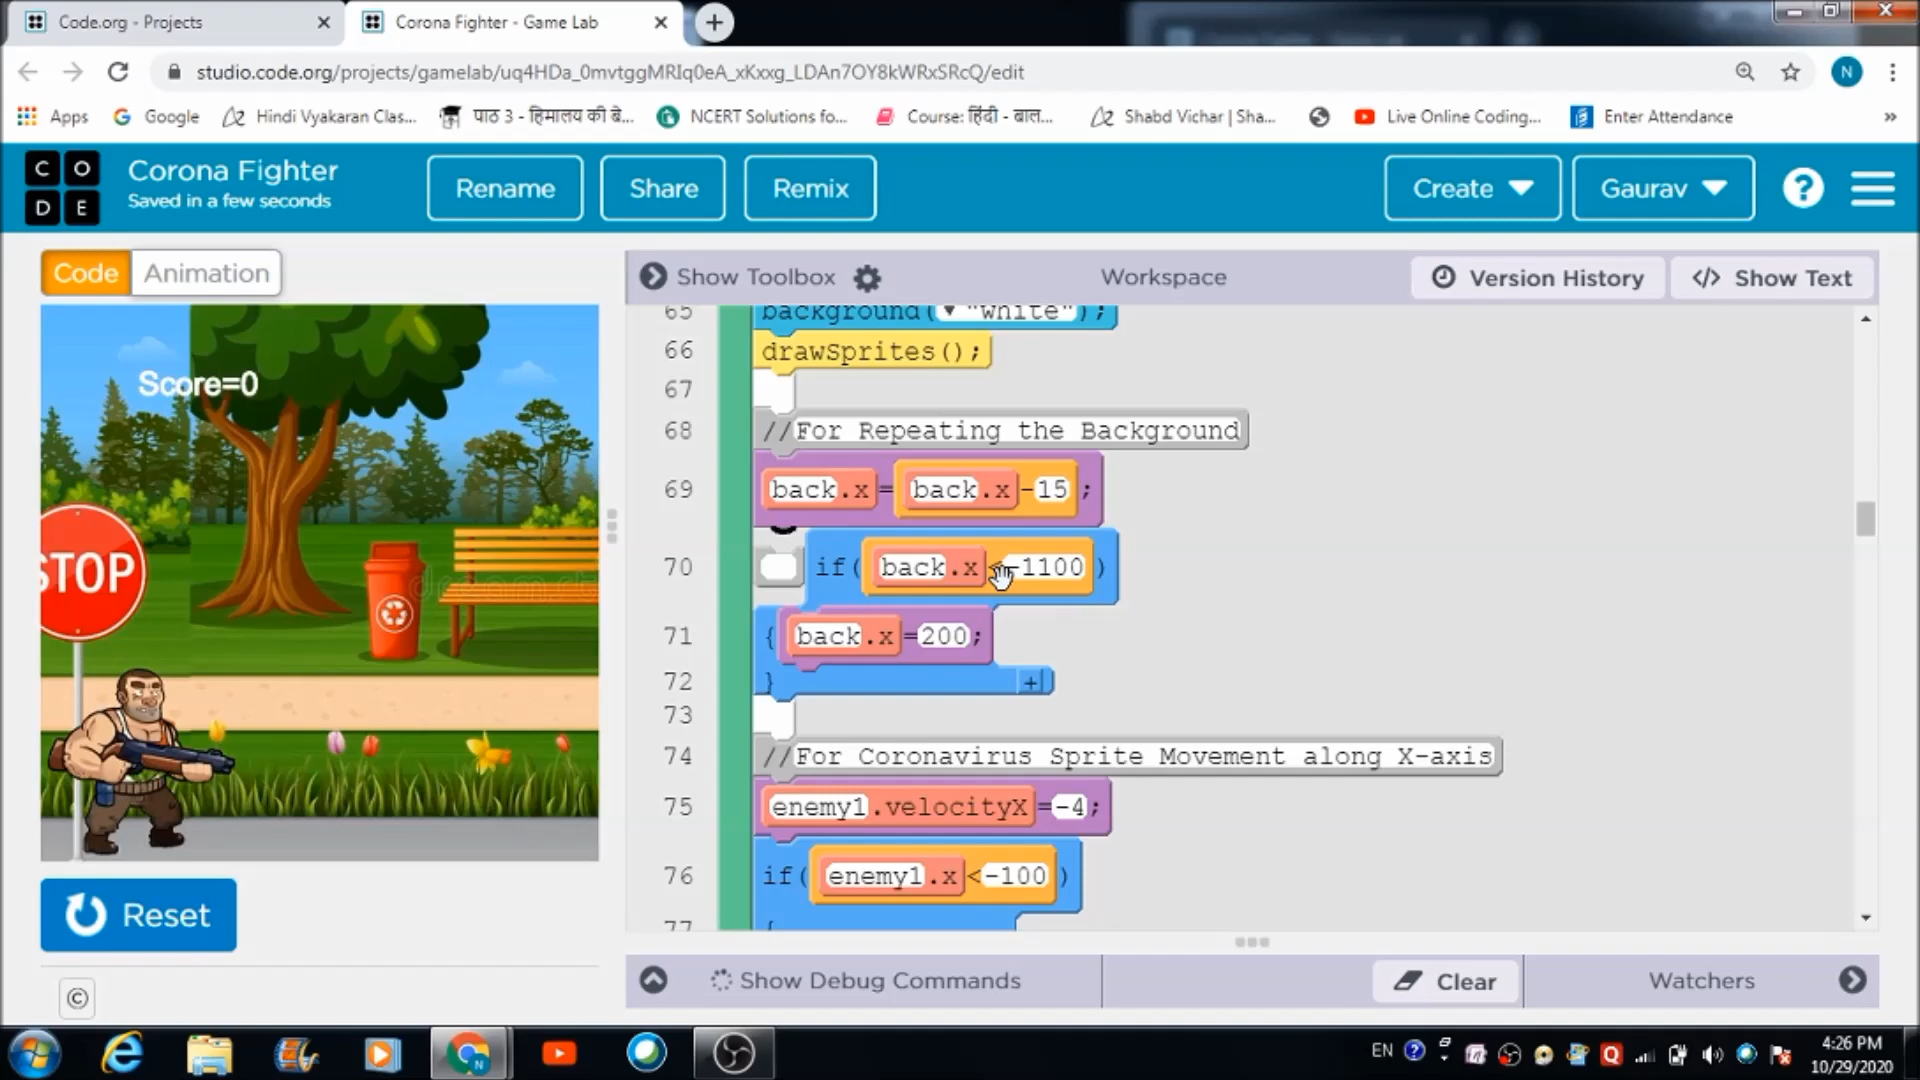 Code.org - Projects
Corona Fighter - Game Lab
studio.code.org/projects/gamelab/uq4HDa_0mvtggMRIq0eA_xKxxg_LDAn7OY8kWRxSRcQ/edit
N
Apps
Google
Hindi Vyakaran Clas...
पाठ 3 - हिमालय की बे...
NCERT Solutions fo...
Course: हिंदी - बाल...
Shabd Vichar | Sha...
Live Online Coding...
Enter Attendance
»
C O
D E
Corona Fighter
Saved in a few seconds
Rename
Share
Remix
Create
Gaurav
?
Code
Animation
Show Toolbox
Workspace
Version History
</> Show Text
Score=0
STOP
65 background("white");
66 drawSprites();
67
68 //For Repeating the Background
69 back.x=back.x-15;
70 if(back.x<-1100)
71 {back.x=200;
72 } +
73
74 //For Coronavirus Sprite Movement along X-axis
75 enemy1.velocityX=-4;
76 if(enemy1.x<-100)
77 {
Reset
©
Show Debug Commands
Clear
Watchers
EN
4:26 PM
10/29/2020